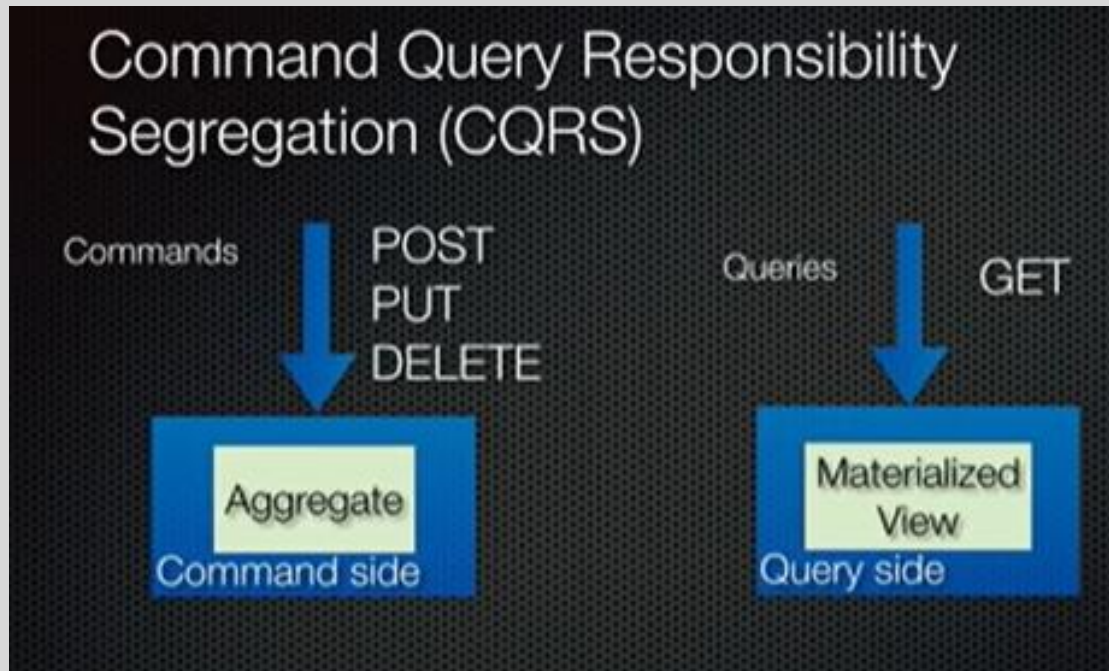 Command Query Responsibility
Segregation (CQRS)
Commands
POST
PUT
DELETE
Queries
GET
Aggregate
Command side
Materialized
View
Query side